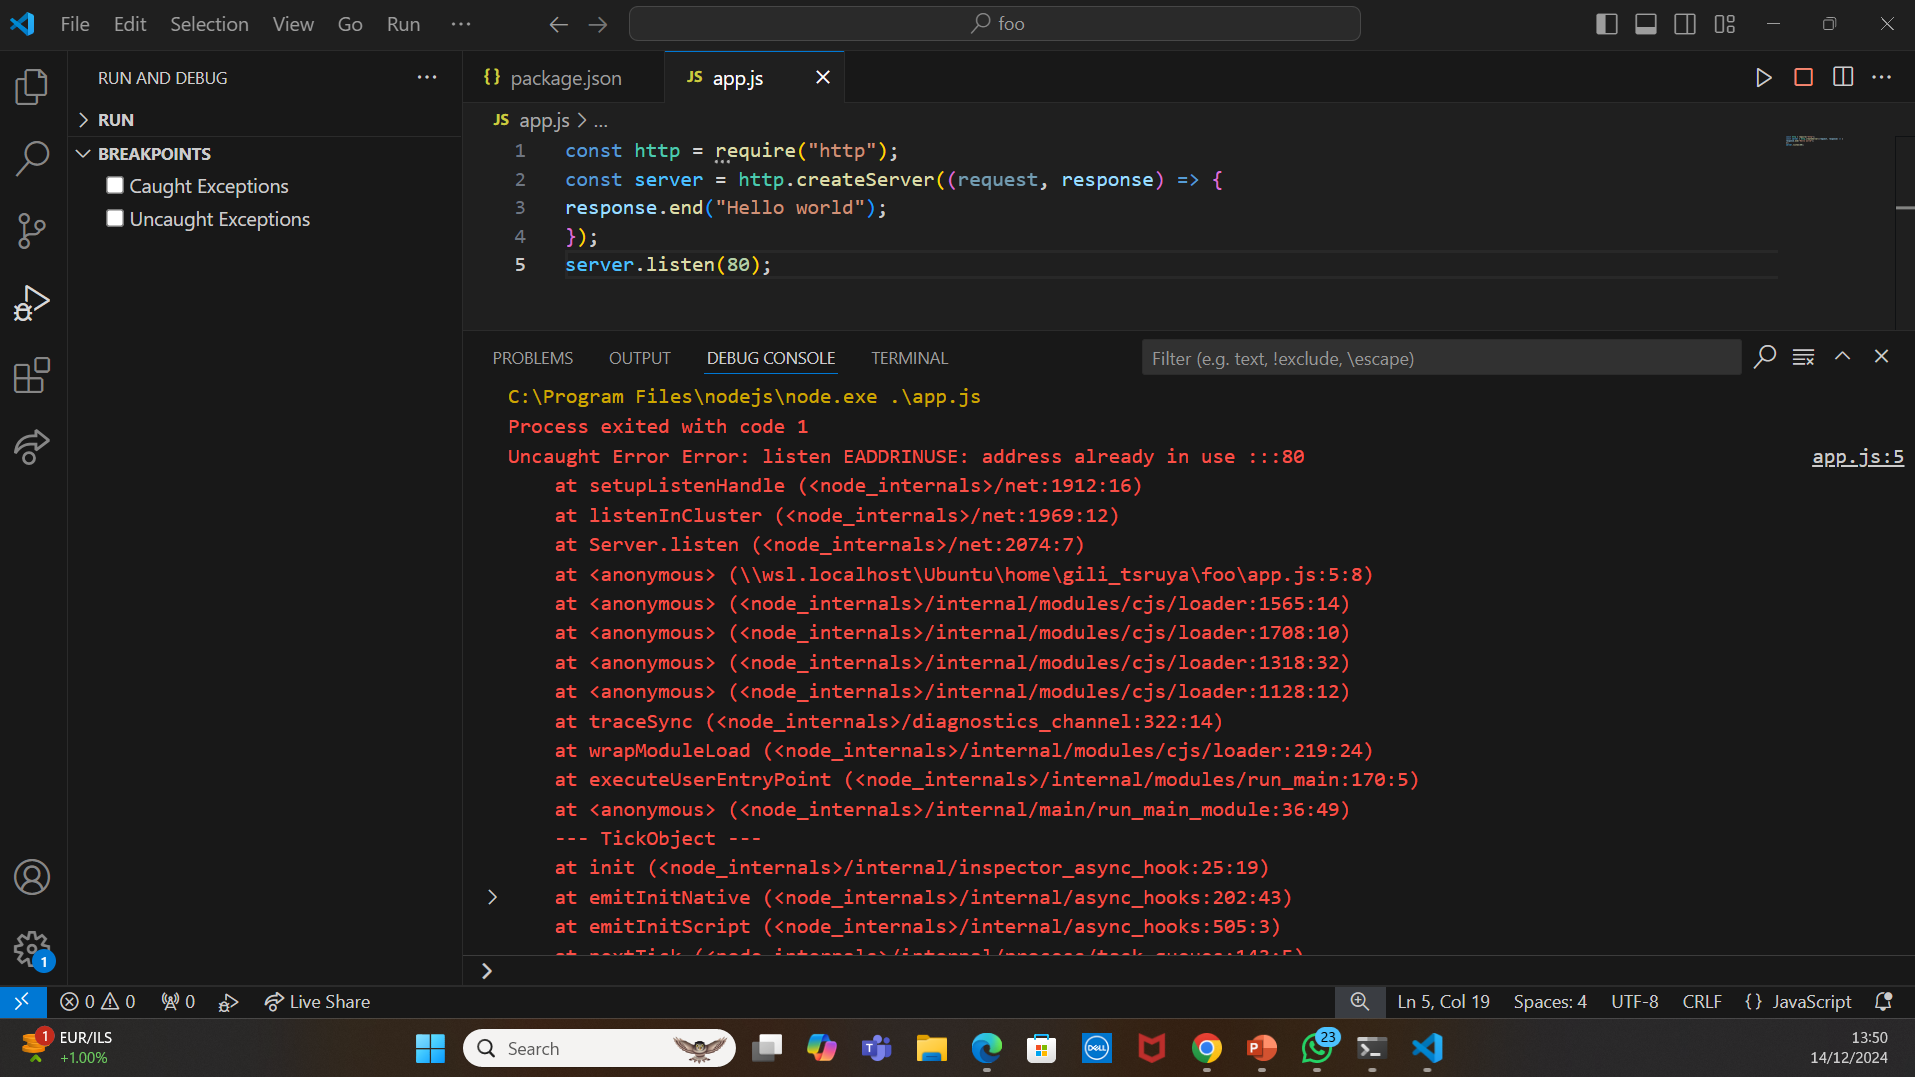 File Edit Selection View Go Run ··· foo
RUN AND DEBUG ···
RUN
BREAKPOINTS
Caught Exceptions
Uncaught Exceptions
{} package.json JS app.js
JS app.js > ...
1 const http = require("http");
2 const server = http.createServer((request, response) => {
3 response.end("Hello world");
4 });
5 server.listen(80);
PROBLEMS OUTPUT DEBUG CONSOLE TERMINAL Filter (e.g. text, !exclude, \escape)
C:\Program Files\nodejs\node.exe .\app.js
Process exited with code 1
Uncaught Error Error: listen EADDRINUSE: address already in use :::80 app.js:5
at setupListenHandle (<node_internals>/net:1912:16)
at listenInCluster (<node_internals>/net:1969:12)
at Server.listen (<node_internals>/net:2074:7)
at <anonymous> (\\wsl.localhost\Ubuntu\home\gili_tsruya\foo\app.js:5:8)
at <anonymous> (<node_internals>/internal/modules/cjs/loader:1565:14)
at <anonymous> (<node_internals>/internal/modules/cjs/loader:1708:10)
at <anonymous> (<node_internals>/internal/modules/cjs/loader:1318:32)
at <anonymous> (<node_internals>/internal/modules/cjs/loader:1128:12)
at traceSync (<node_internals>/diagnostics_channel:322:14)
at wrapModuleLoad (<node_internals>/internal/modules/cjs/loader:219:24)
at executeUserEntryPoint (<node_internals>/internal/modules/run_main:170:5)
at <anonymous> (<node_internals>/internal/main/run_main_module:36:49)
--- TickObject ---
at init (<node_internals>/internal/inspector_async_hook:25:19)
at emitInitNative (<node_internals>/internal/async_hooks:202:43)
at emitInitScript (<node_internals>/internal/async_hooks:505:3)
at nextTick (<node_internals>/internal/process/task_queues:143:5)
1
0 0 0 Live Share Ln 5, Col 19 Spaces: 4 UTF-8 CRLF {} JavaScript
1 EUR/ILS
+1.00%
Search
DELL
23
13:50
14/12/2024